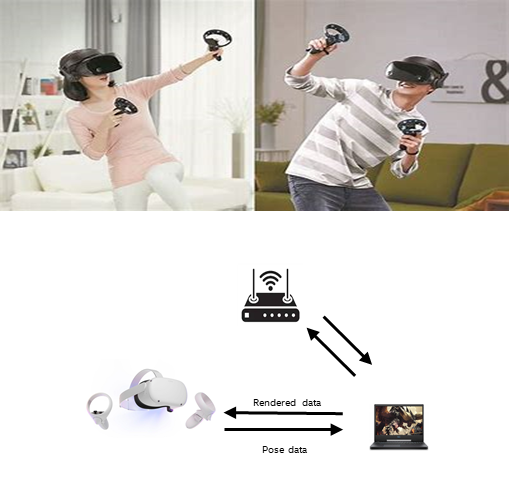 &
Rendered data
Pose data